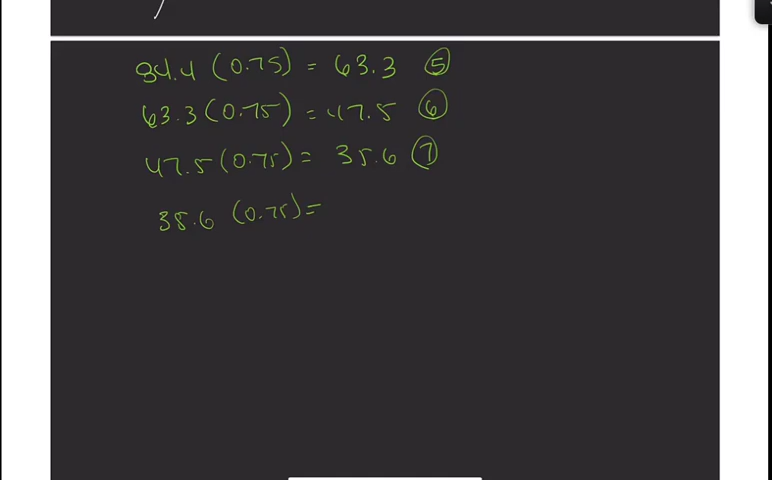 84.4 (0.75) = 63.3 ⑤
63.3 (0.75) = 47.5 ⑥
47.5 (0.75) = 35.6 ⑦
35.6 (0.75) =